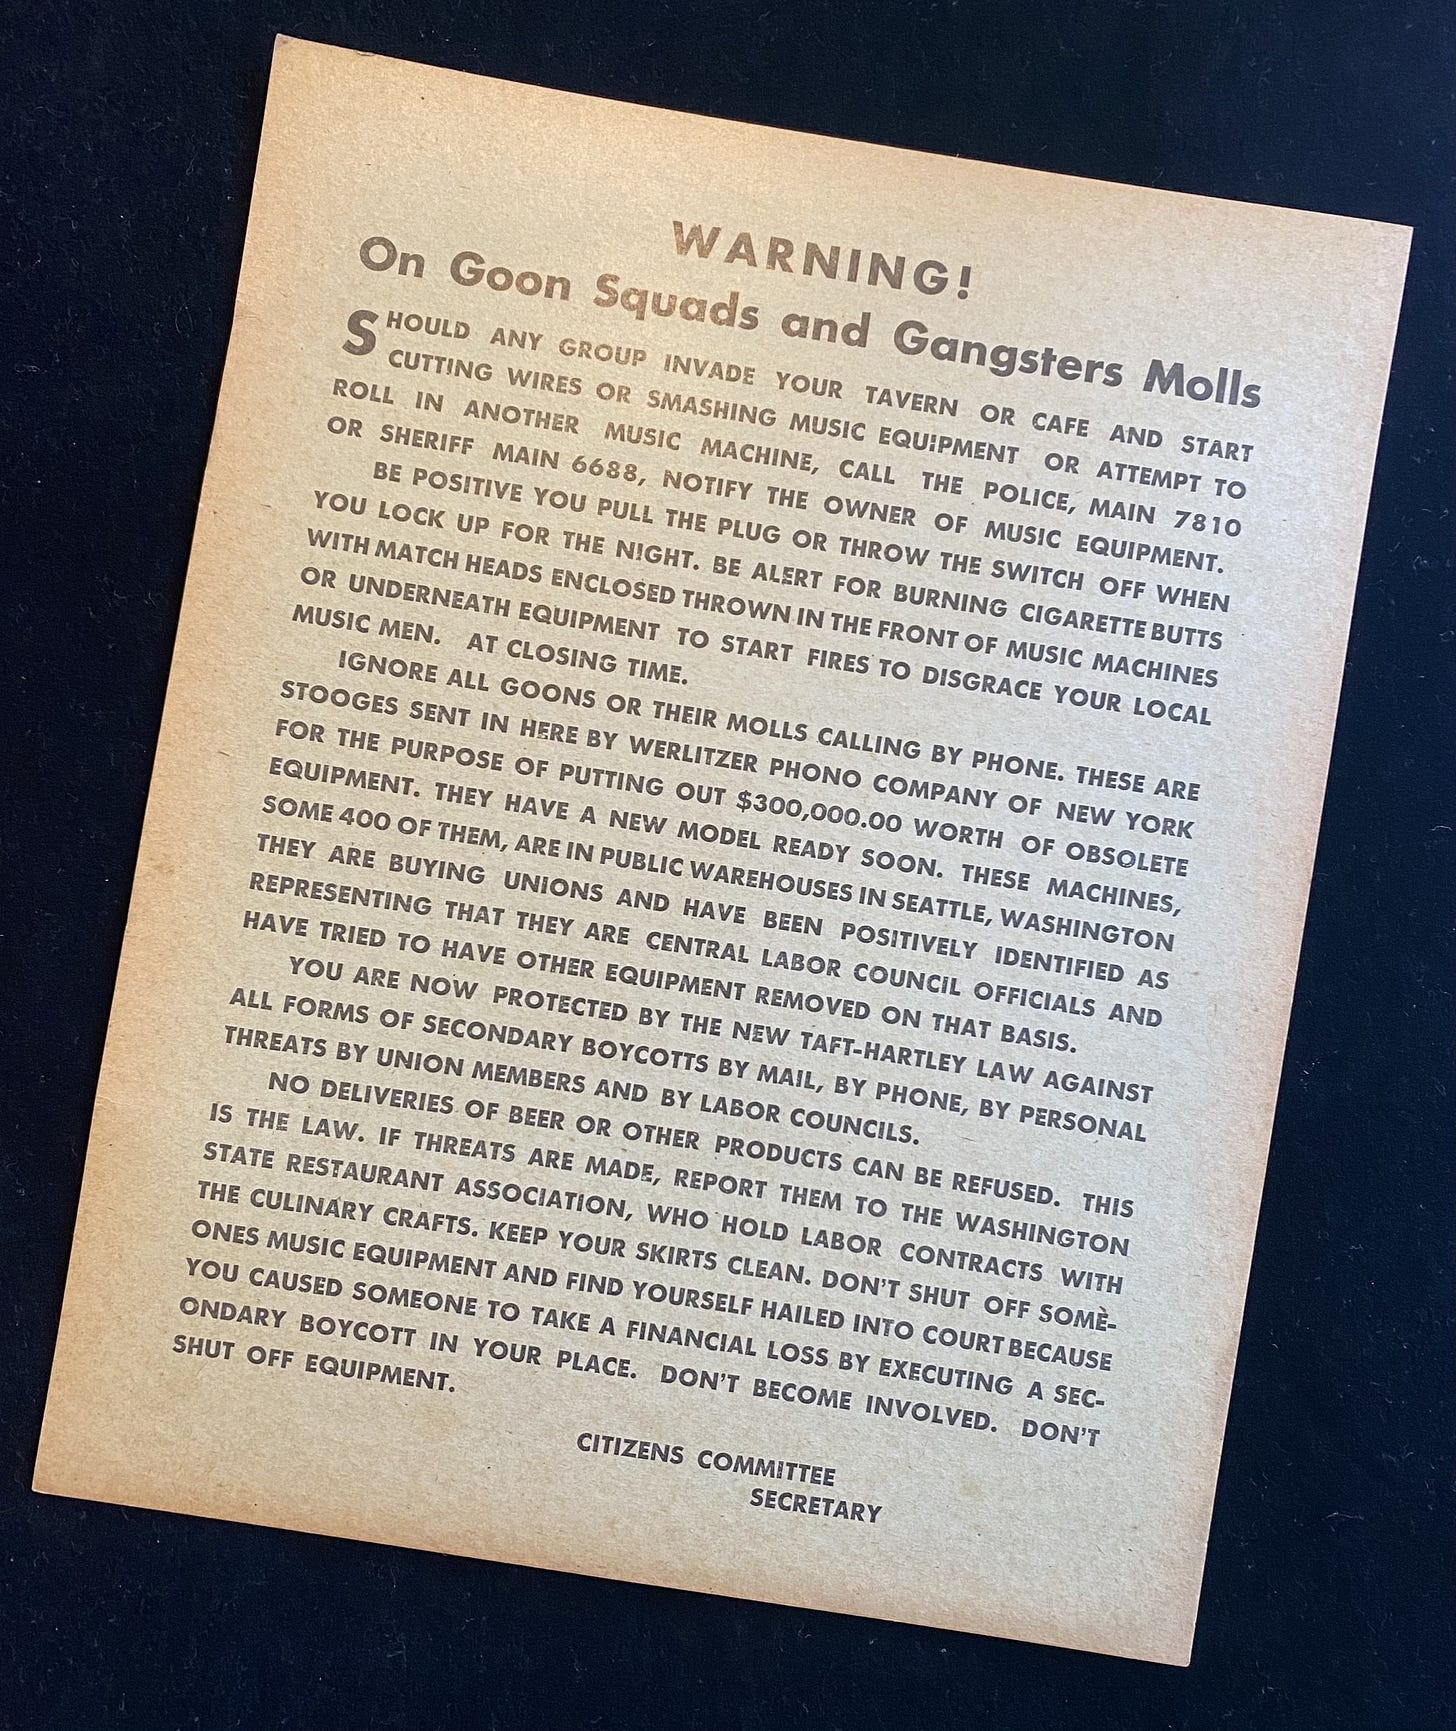 WARNING!
On Goon Squads and Gangsters Molls
SHOULD ANY GROUP INVADE YOUR TAVERN OR CAFE AND START
CUTTING WIRES OR SMASHING MUSIC EQUIPMENT OR ATTEMPT TO
ROLL IN ANOTHER MUSIC MACHINE, CALL THE POLICE, MAIN 7810
OR SHERIFF MAIN 6688, NOTIFY THE OWNER OF MUSIC EQUIPMENT.
BE POSITIVE YOU PULL THE PLUG OR THROW THE SWITCH OFF WHEN
YOU LOCK UP FOR THE NIGHT. BE ALERT FOR BURNING CIGARETTE BUTTS
WITH MATCH HEADS ENCLOSED THROWN IN THE FRONT OF MUSIC MACHINES
OR UNDERNEATH EQUIPMENT TO START FIRES TO DISGRACE YOUR LOCAL
MUSIC MEN. AT CLOSING TIME.
IGNORE ALL GOONS OR THEIR MOLLS CALLING BY PHONE. THESE ARE
STOOGES SENT IN HERE BY WERLITZER PHONO COMPANY OF NEW YORK
FOR THE PURPOSE OF PUTTING OUT $300,000.00 WORTH OF OBSOLETE
EQUIPMENT. THEY HAVE A NEW MODEL READY SOON. THESE MACHINES,
SOME 400 OF THEM, ARE IN PUBLIC WAREHOUSES IN SEATTLE, WASHINGTON
THEY ARE BUYING UNIONS AND HAVE BEEN POSITIVELY IDENTIFIED AS
REPRESENTING THAT THEY ARE CENTRAL LABOR COUNCIL OFFICIALS AND
HAVE TRIED TO HAVE OTHER EQUIPMENT REMOVED ON THAT BASIS.
YOU ARE NOW PROTECTED BY THE NEW TAFT-HARTLEY LAW AGAINST
ALL FORMS OF SECONDARY BOYCOTTS BY MAIL, BY PHONE, BY PERSONAL
THREATS BY UNION MEMBERS AND BY LABOR COUNCILS.
NO DELIVERIES OF BEER OR OTHER PRODUCTS CAN BE REFUSED. THIS
IS THE LAW. IF THREATS ARE MADE, REPORT THEM TO THE WASHINGTON
STATE RESTAURANT ASSOCIATION, WHO HOLD LABOR CONTRACTS WITH
THE CULINARY CRAFTS. KEEP YOUR SKIRTS CLEAN. DON'T SHUT OFF SOME-
ONES MUSIC EQUIPMENT AND FIND YOURSELF HAILED INTO COURT BECAUSE
YOU CAUSED SOMEONE TO TAKE A FINANCIAL LOSS BY EXECUTING A SEC-
ONDARY BOYCOTT IN YOUR PLACE. DON'T BECOME INVOLVED. DON'T
SHUT OFF EQUIPMENT.
CITIZENS COMMITTEE
SECRETARY